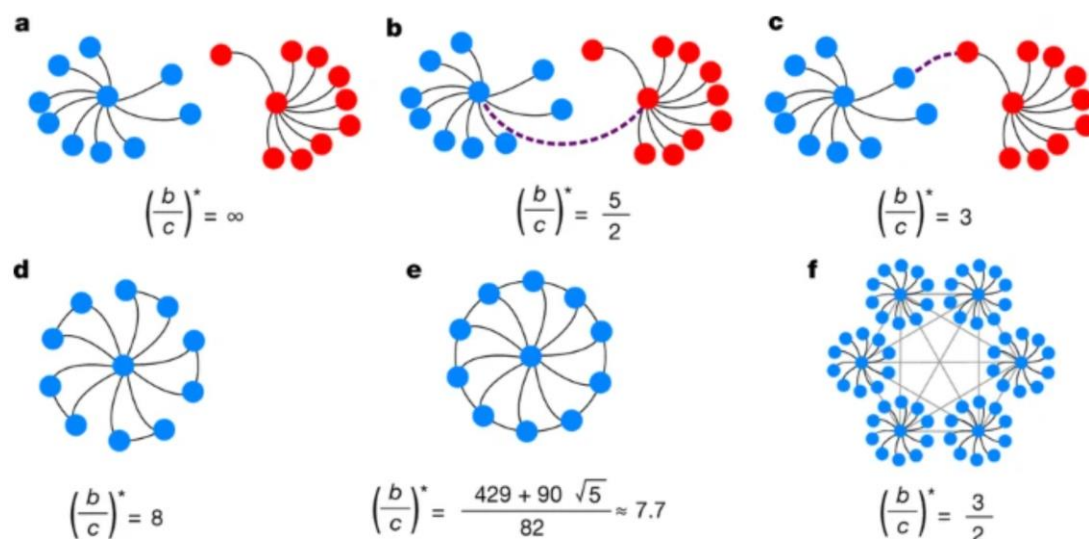 a
b
c
(b/c)* = ∞
(b/c)* = 5/2
(b/c)* = 3
d
e
f
(b/c)* = 8
(b/c)* = (429 + 90 √5)/82 ≈ 7.7
(b/c)* = 3/2